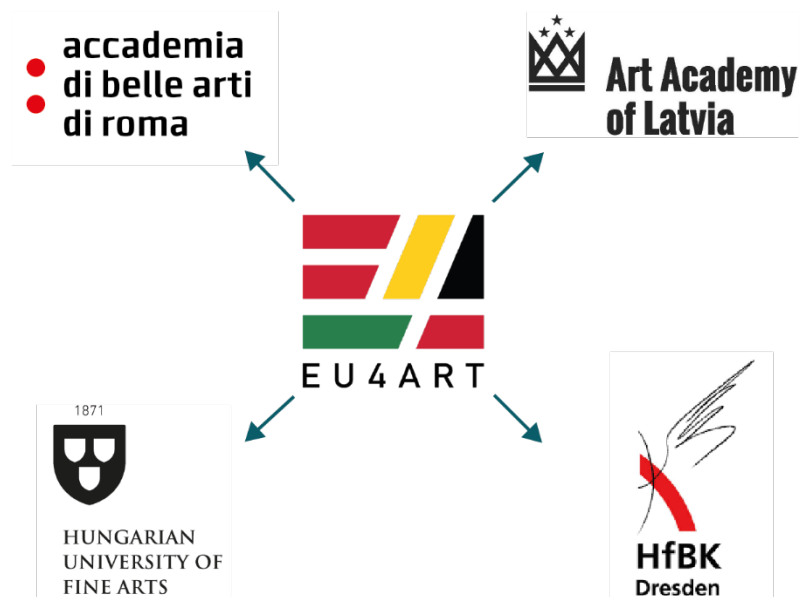 accademia
di belle arti
di roma
Art Academy
of Latvia
EU4ART
1871
HUNGARIAN
UNIVERSITY OF
FINE ARTS
HfBK
Dresden